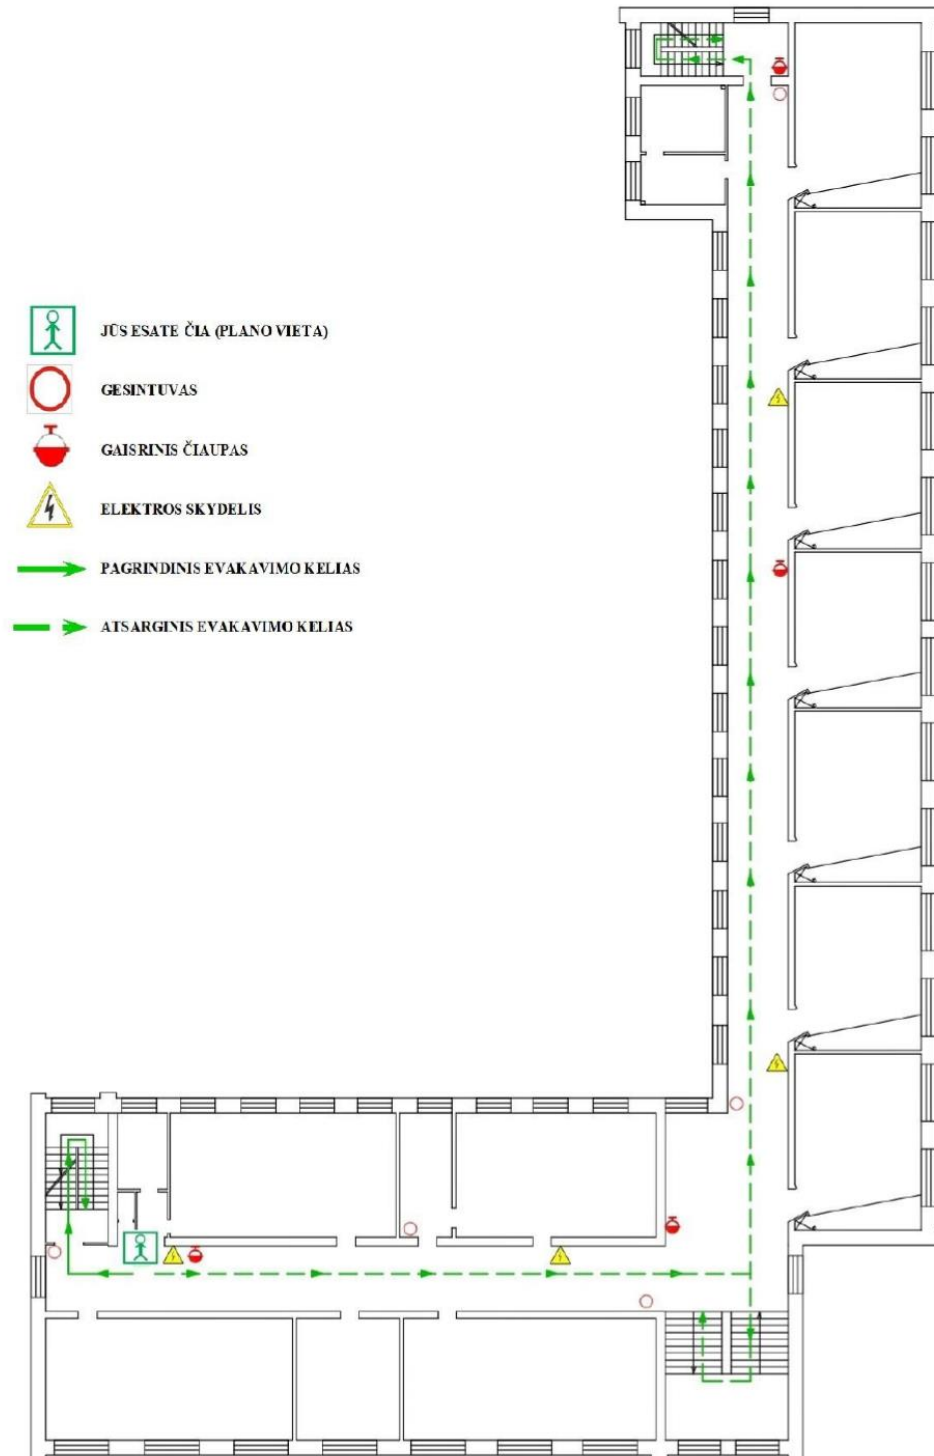 JŪS ESATE ČIA (PLANO VIETA)
GESINTUVAS
GAISRINIS ČIAUPAS
ELEKTROS SKYDELIS
PAGRINDINIS EVAKAVIMO KELIAS
ATSARGINIS EVAKAVIMO KELIAS